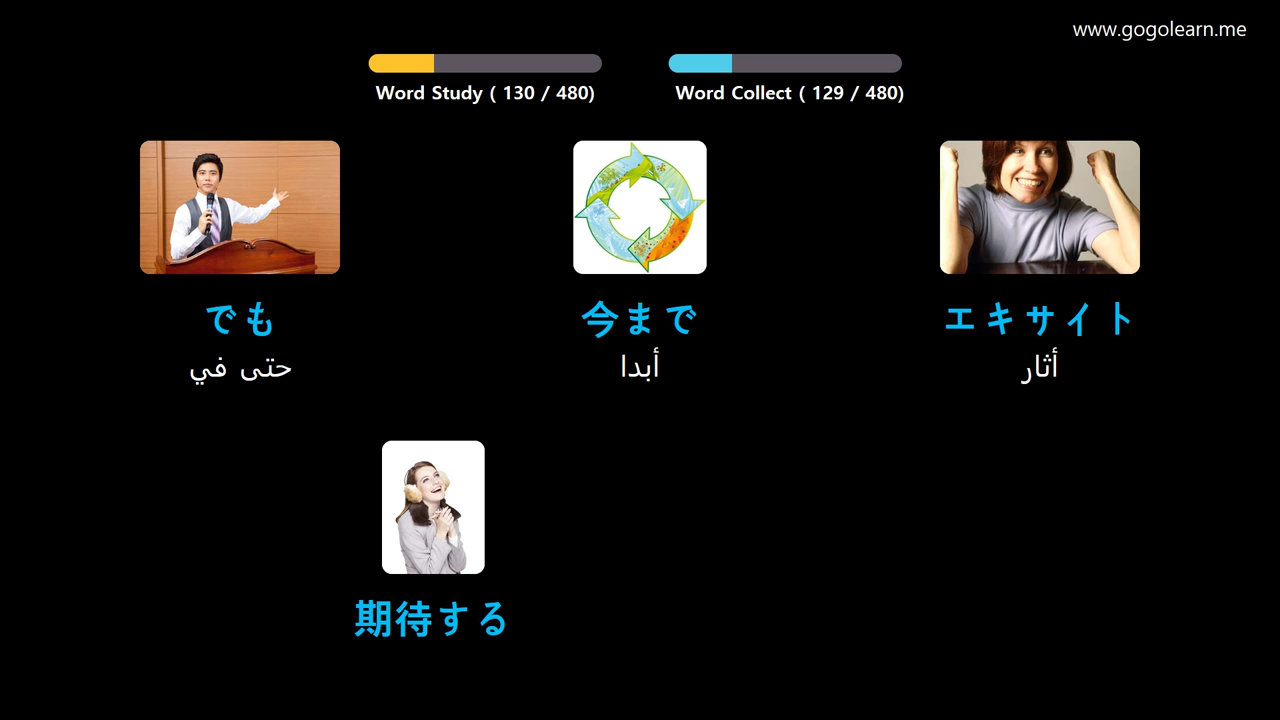 www.gogolearn.me
Word Study ( 130 / 480)
Word Collect ( 129 / 480)
でも
今まで
エキサイト
حتى في
أبدا
أثار
期待する